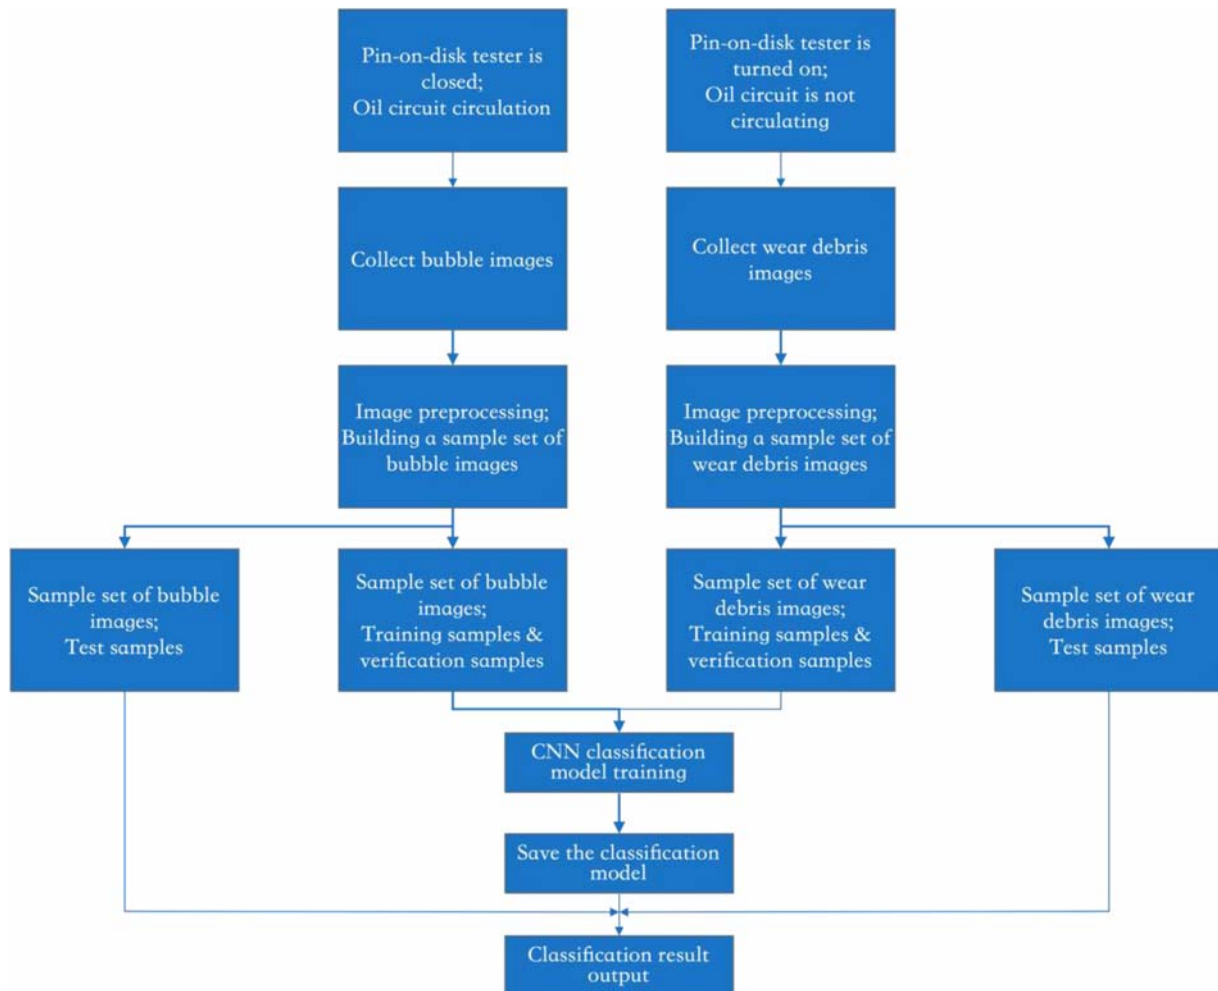 Pin-on-disk tester is
closed;
Oil circuit circulation
Pin-on-disk tester is
turned on;
Oil circuit is not
circulating
Collect bubble images
Collect wear debris
images
Image preprocessing;
Building a sample set of
bubble images
Image preprocessing;
Building a sample set of
wear debris images
Sample set of bubble
images;
Test samples
Sample set of bubble
images;
Training samples &
verification samples
Sample set of wear
debris images;
Training samples &
verification samples
Sample set of wear
debris images;
Test samples
CNN classification
model training
Save the classification
model
Classification result
output